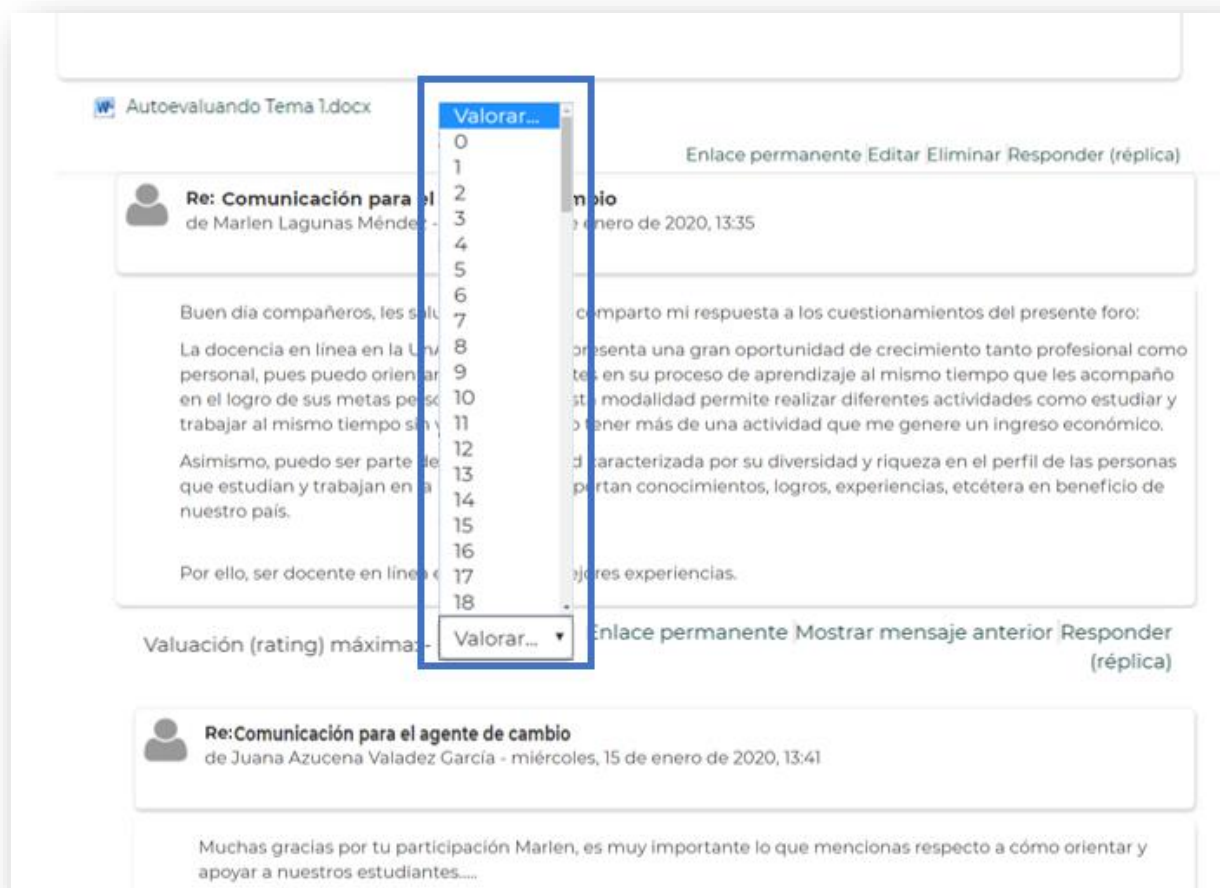 Autoevaluando Tema 1.docx
Enlace permanente Editar Eliminar Responder (réplica)
Re: Comunicación para el mbio
de Marlen Lagunas Méndez - enero de 2020, 13:35
Valorar...
0
1
2
3
4
5
6
7
8
9
10
11
12
13
14
15
16
17
18
Buen día compañeros, les comparto mi respuesta a los cuestionamientos del presente foro:
La docencia en línea en la una gran oportunidad de crecimiento tanto profesional como
personal, pues puedo en su proceso de aprendizaje al mismo tiempo que les acompaño
en el logro de sus metas modalidad permite realizar diferentes actividades como estudiar y
trabajar al mismo tiempo tener más de una actividad que me genere un ingreso económico.
Asimismo, puedo ser parte caracterizada por su diversidad y riqueza en el perfil de las personas
que estudian y trabajan en conocimientos, logros, experiencias, etcétera en beneficio de
nuestro país.
Por ello, ser docente en línea experiencias.
Valuación (rating) máxima: - Valorar... Enlace permanente Mostrar mensaje anterior Responder
(réplica)
Re:Comunicación para el agente de cambio
de Juana Azucena Valadez García - miércoles, 15 de enero de 2020, 13:41
Muchas gracias por tu participación Marlen, es muy importante lo que mencionas respecto a cómo orientar y
apoyar a nuestros estudiantes.....